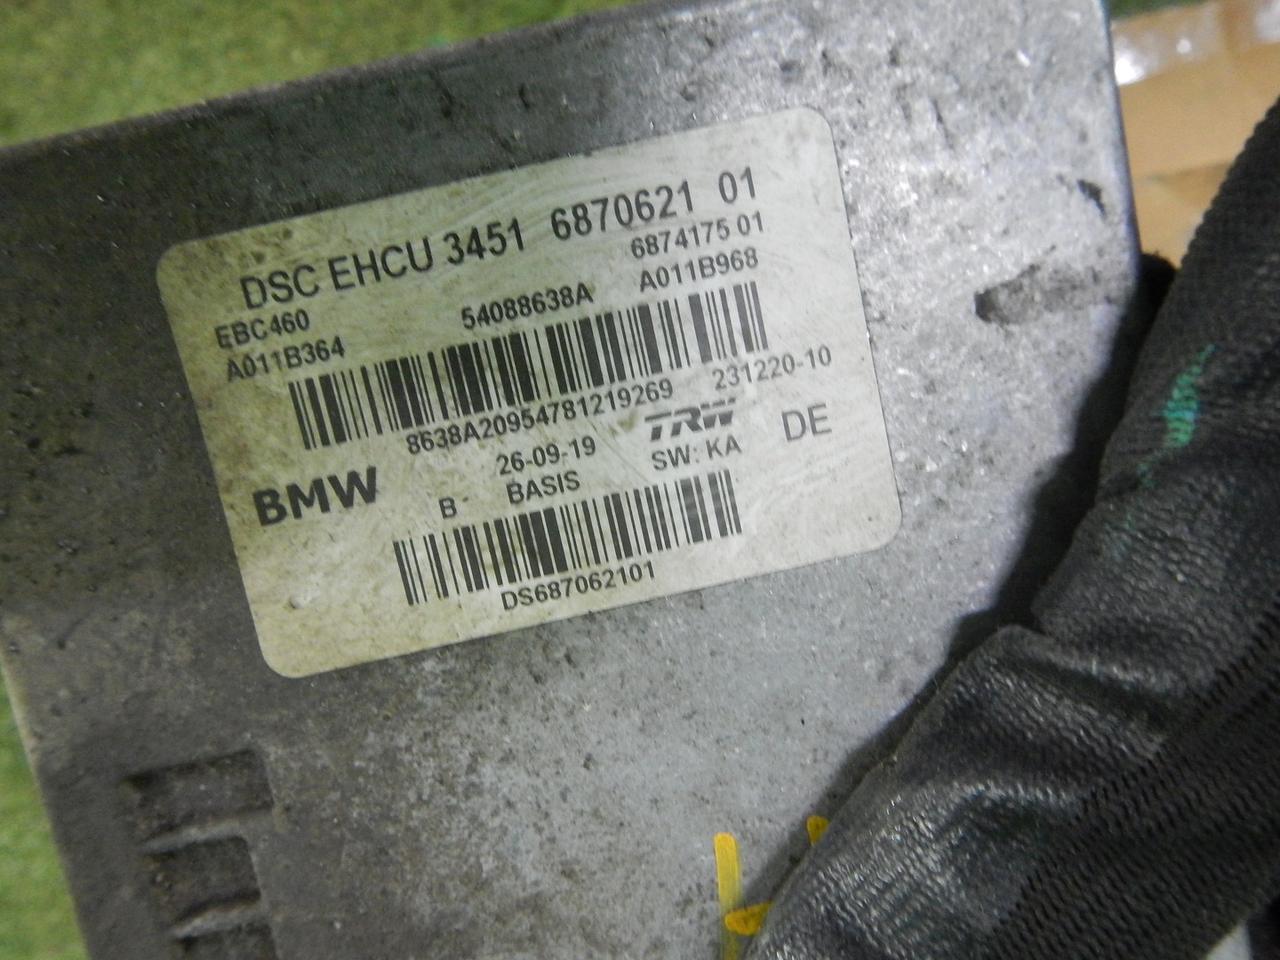 DSC EHCU 3451 6870621 01
6874175 01
EBC460 54088638A A011B968
A011B364
8638A20954781219269 231220-10
BMW 26-09-19 TRW DE
B- BASIS SW: KA
DS687062101